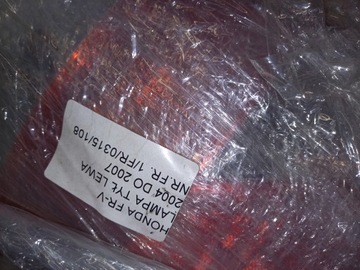 HONDA FR-V
LAMPA TYŁ LEWA
2004 DO 2007
NR.FR. 1/FR/0315/108